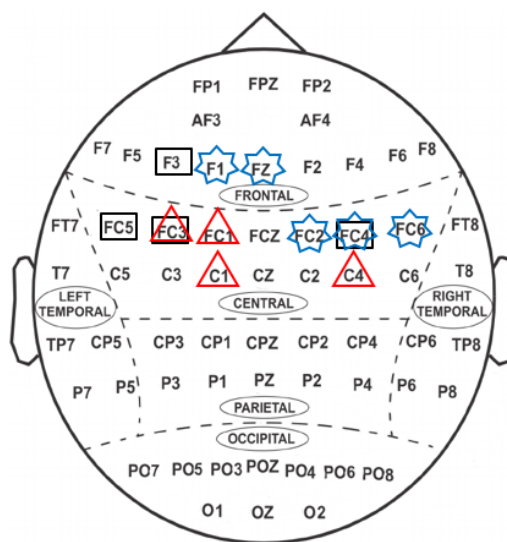 FP1 FPZ FP2
AF3 AF4
F7 F5 F3 F1 FZ F2 F4 F6 F8
FRONTAL
FT7 FC5 FC3 FC1 FCZ FC2 FC4 FC6 FT8
T7 C5 C3 C1 CZ C2 C4 C6 T8
LEFT TEMPORAL CENTRAL RIGHT TEMPORAL
TP7 CP5 CP3 CP1 CPZ CP2 CP4 CP6 TP8
P7 P5 P3 P1 PZ P2 P4 P6 P8
PARIETAL
OCCIPITAL
PO7 PO5 PO3 POZ PO4 PO6 PO8
O1 OZ O2